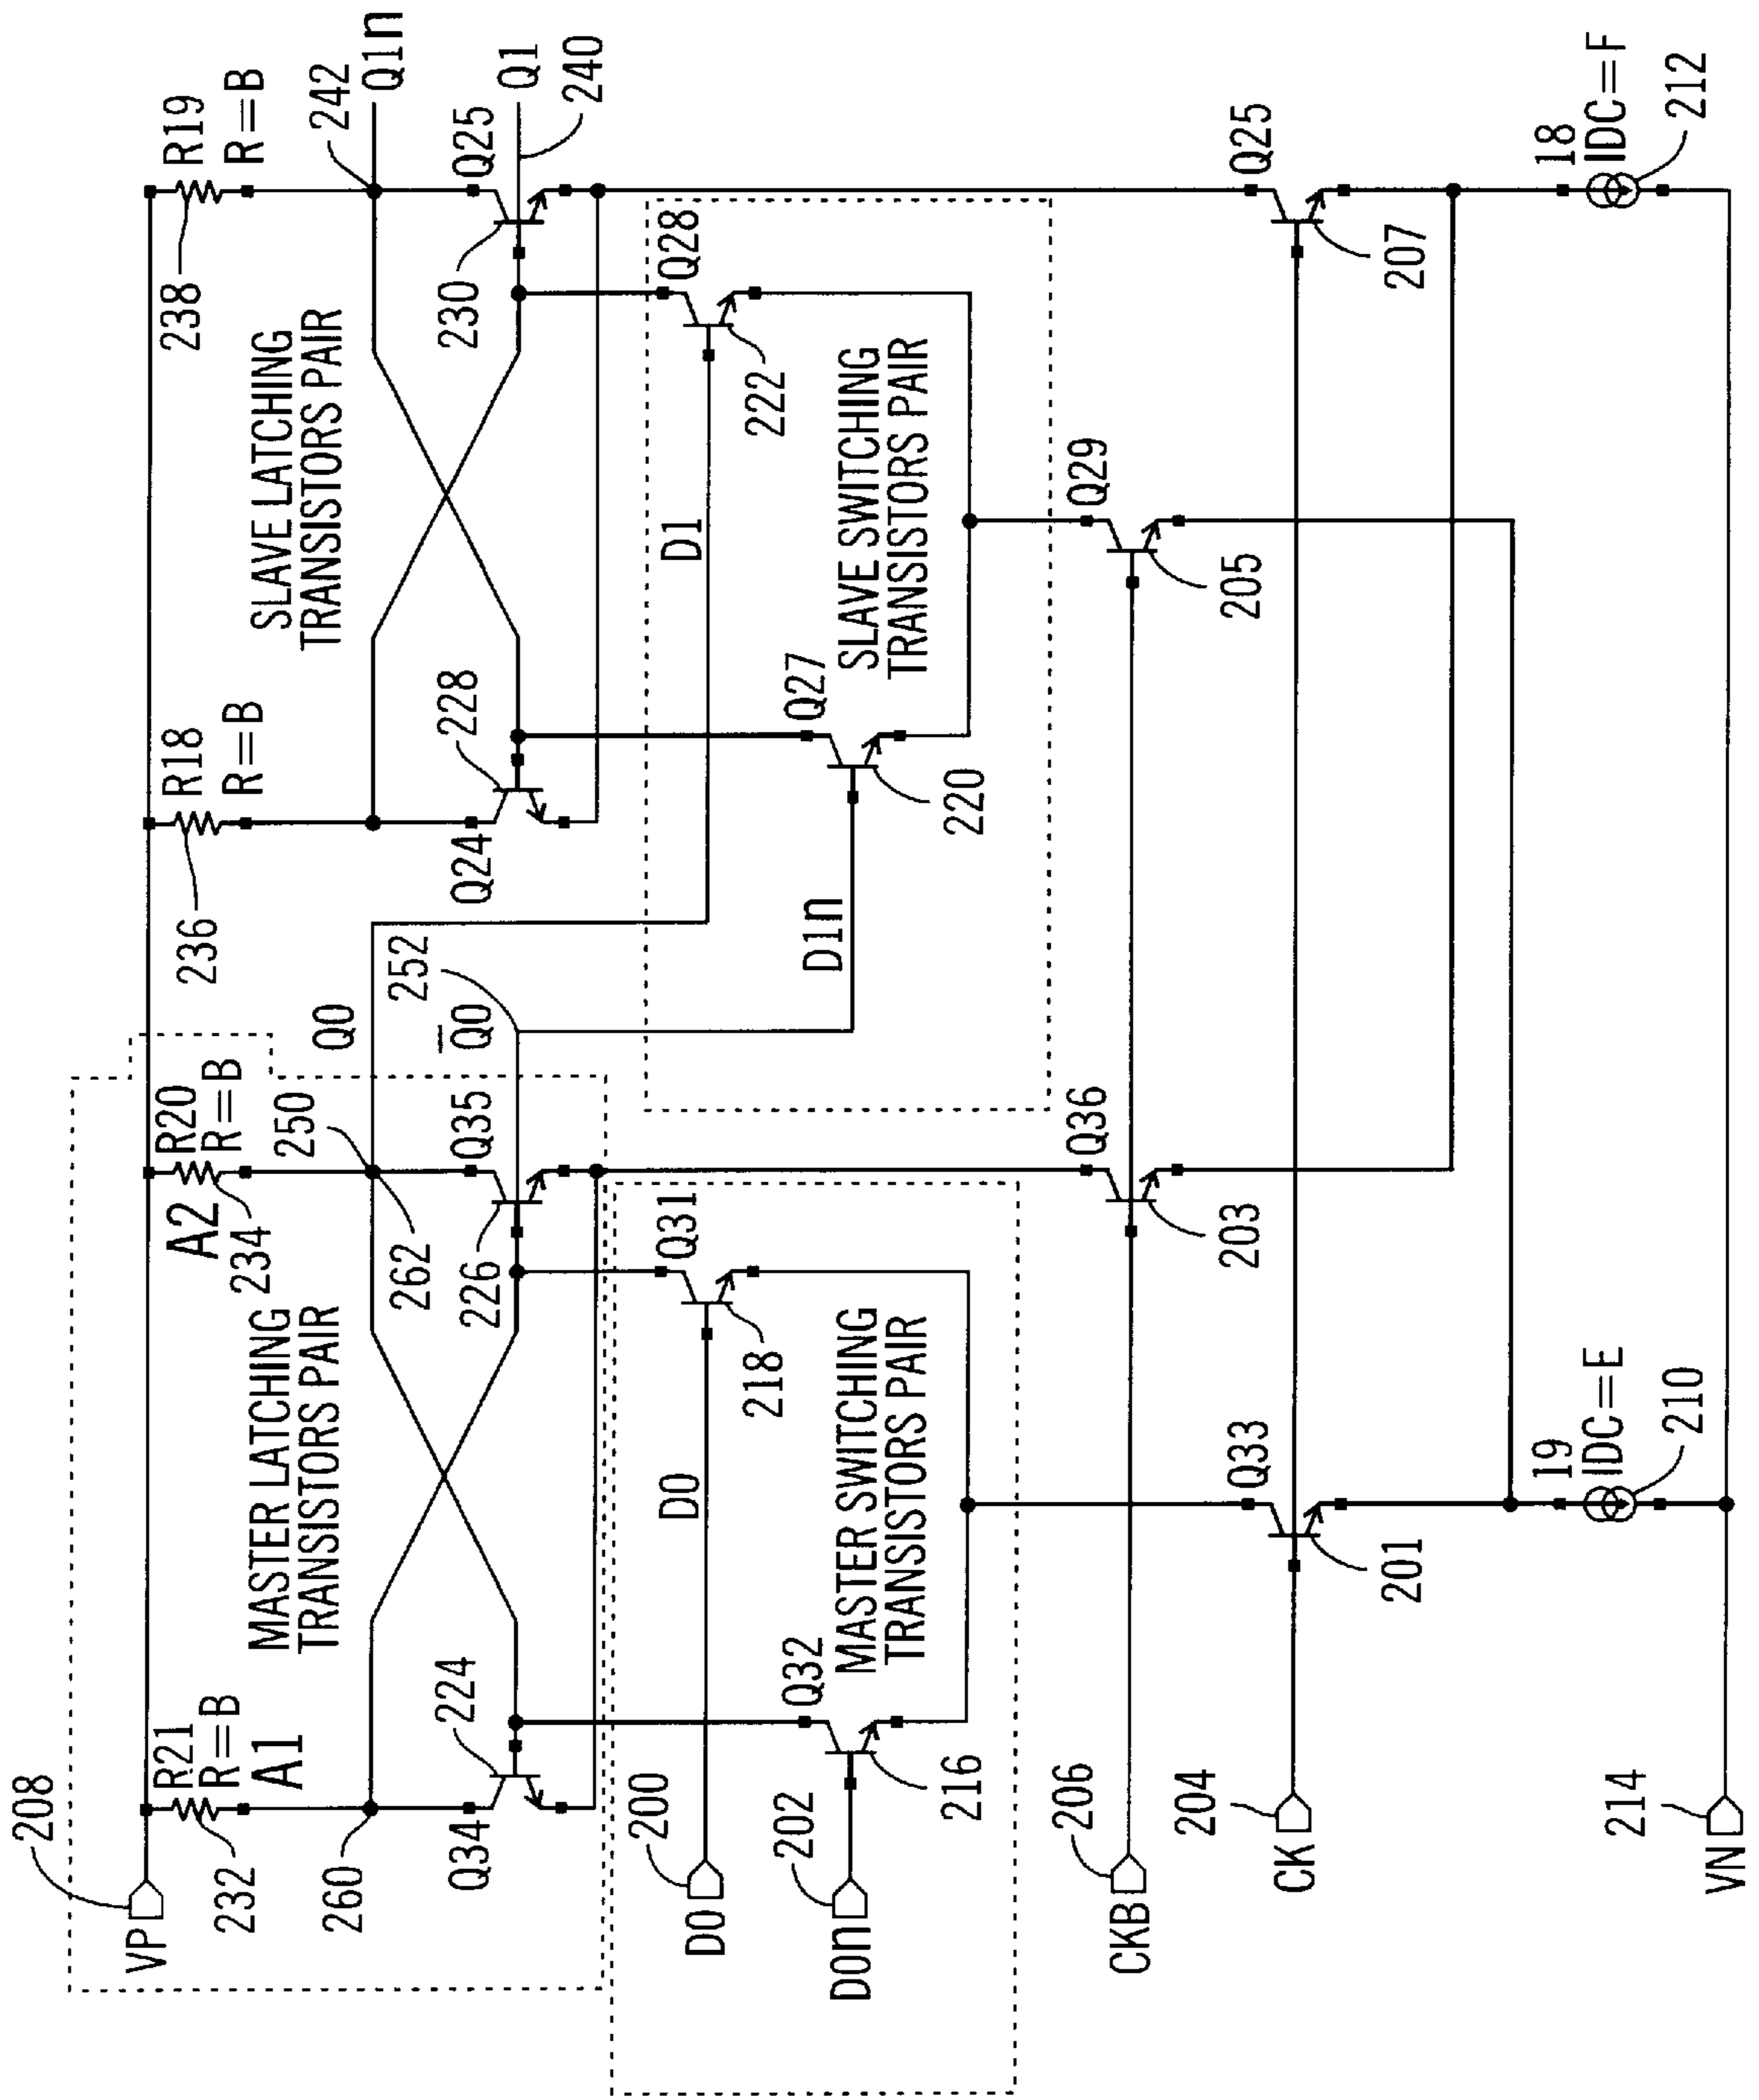 208
VP
R21
R=B
A1
232
A2
R20
R=B
234
R18
R=B
236
R19
R=B
238
MASTER LATCHING
TRANSISTORS PAIR
SLAVE LATCHING
TRANSISTORS PAIR
260
250
262
Q0
242
Q1n
Q34
224
226
Q35
252
Q0
Q24
228
230
Q25
Q1
240
D0
200
D0
Q31
218
D1
Q28
222
D0n
202
Q32
216
MASTER SWITCHING
TRANSISTORS PAIR
D1n
Q27
220
SLAVE SWITCHING
TRANSISTORS PAIR
CKB
206
Q36
203
Q29
205
CK
204
Q33
201
Q25
207
19
IDC=E
210
18
IDC=F
212
VN
214